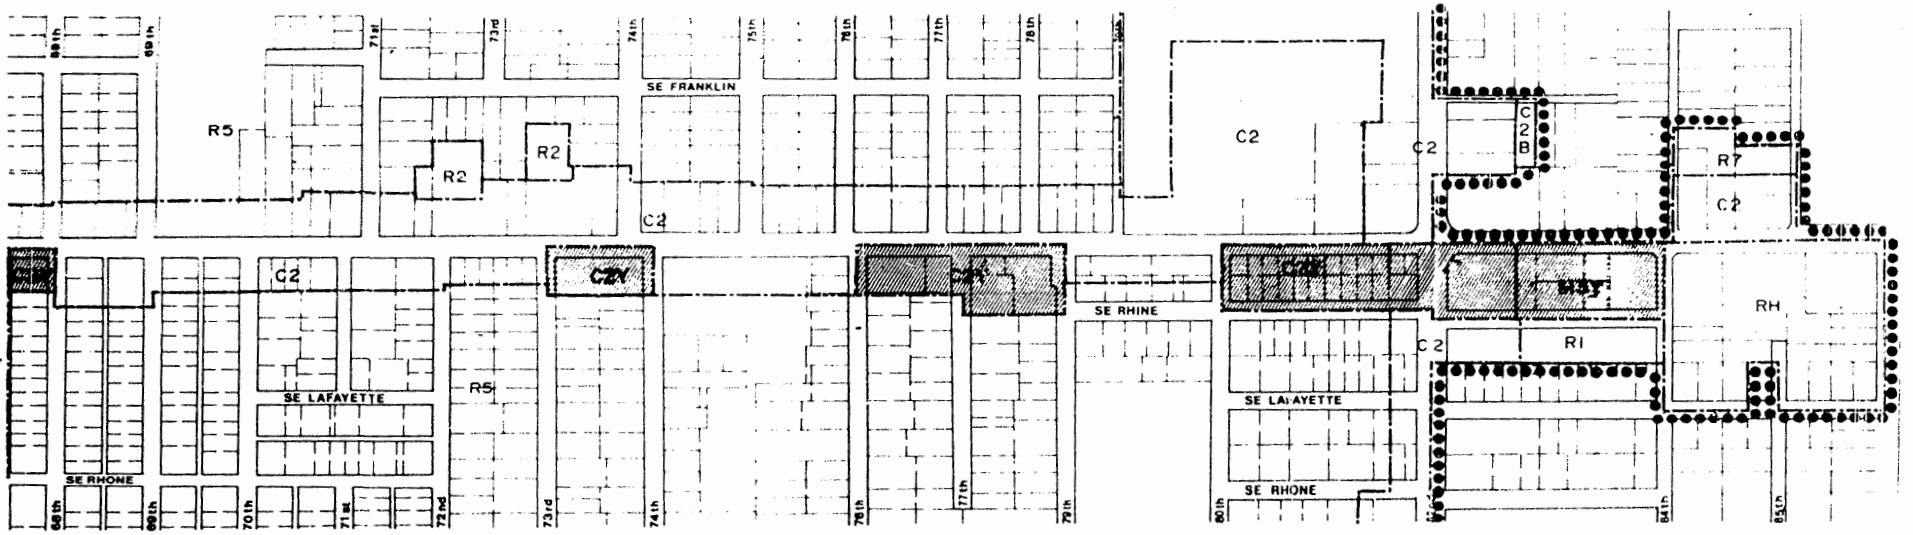 68th
69th
71st
73rd
74th
75th
76th
77th
78th
SE FRANKLIN
R5
R2
R2
C2
C2
C2
C2B
R7
C2
C2
C2Y
M3Y
SE RHINE
RH
C2
R1
R5
SE LAFAYETTE
SE LAFAYETTE
SE RHONE
SE RHONE
68th
69th
70th
71st
72nd
73rd
74th
76th
77th
79th
80th
84th
85th